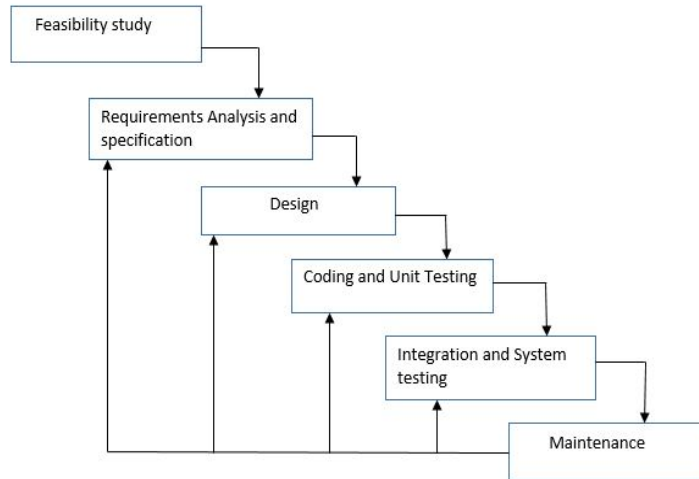 Feasibility study
Requirements Analysis and
specification
Design
Coding and Unit Testing
Integration and System
testing
Maintenance